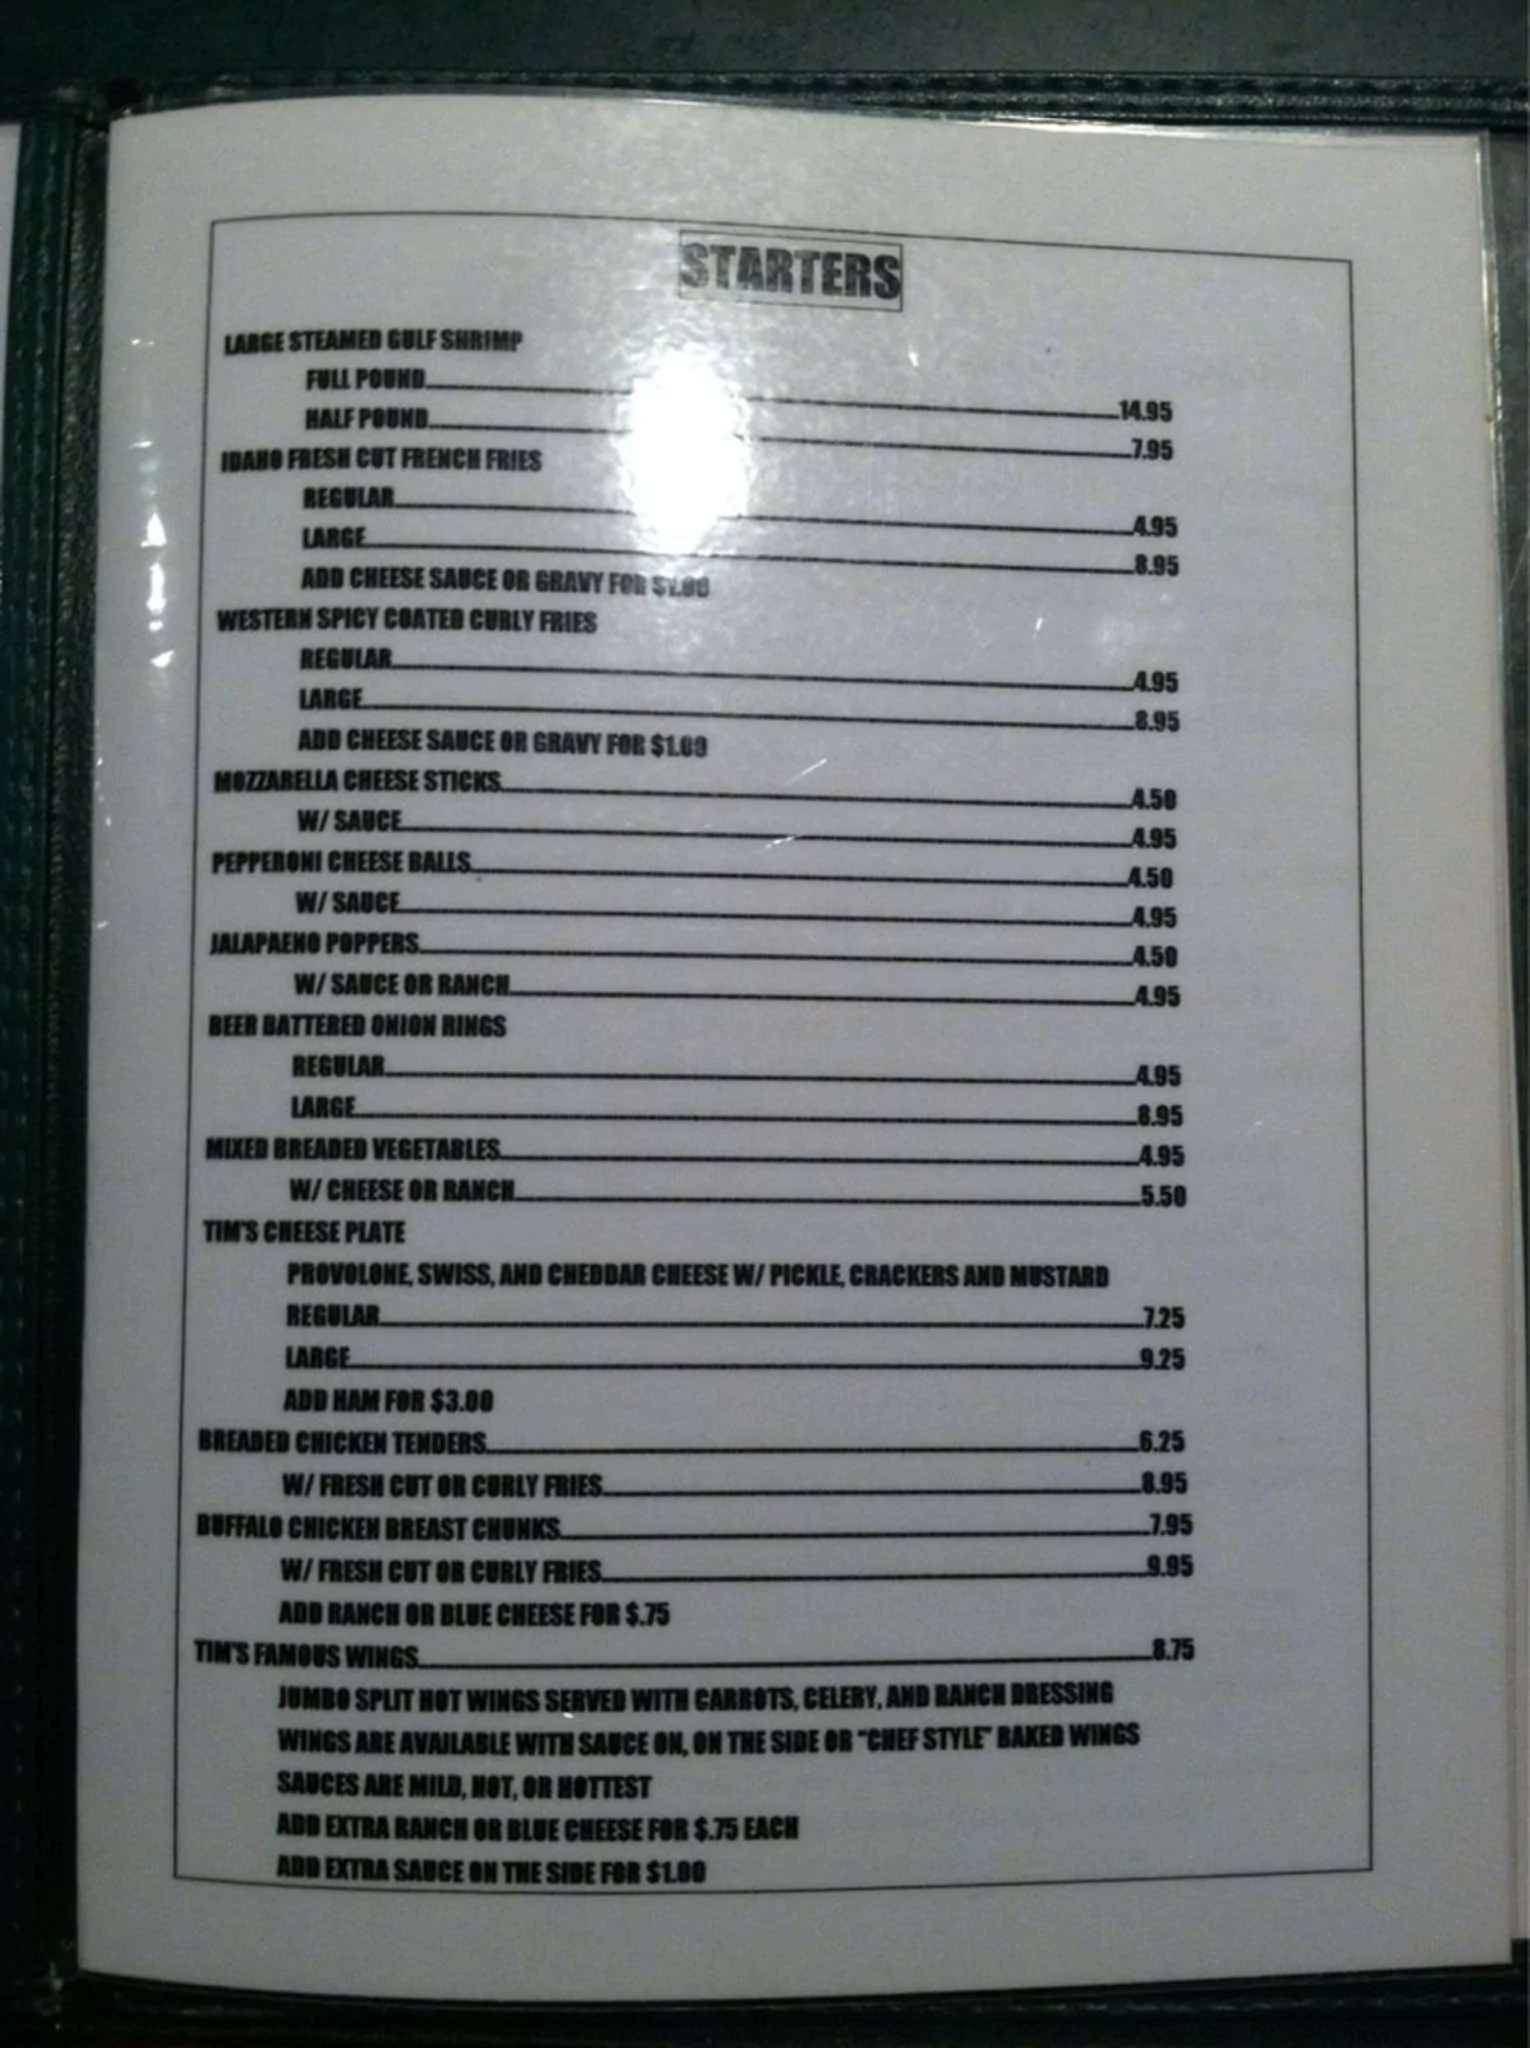 STARTERS
LARGE STEAMED GULF SHRIMP
FULL POUND 14.95
HALF POUND 7.95
IDAHO FRESH CUT FRENCH FRIES
REGULAR 4.95
LARGE 8.95
ADD CHEESE SAUCE OR GRAVY FOR $1.00
WESTERN SPICY COATED CURLY FRIES
REGULAR 4.95
LARGE 8.95
ADD CHEESE SAUCE OR GRAVY FOR $1.00
MOZZARELLA CHEESE STICKS 4.50
W/ SAUCE 4.95
PEPPERONI CHEESE BALLS 4.50
W/ SAUCE 4.95
JALAPAENO POPPERS 4.50
W/ SAUCE OR RANCH 4.95
BEER BATTERED ONION RINGS
REGULAR 4.95
LARGE 8.95
MIXED BREADED VEGETABLES 4.95
W/ CHEESE OR RANCH 5.50
TIM'S CHEESE PLATE
PROVOLONE, SWISS, AND CHEDDAR CHEESE W/ PICKLE, CRACKERS AND MUSTARD
REGULAR 7.25
LARGE 9.25
ADD HAM FOR $3.00
BREADED CHICKEN TENDERS 6.25
W/ FRESH CUT OR CURLY FRIES 8.95
BUFFALO CHICKEN BREAST CHUNKS 7.95
W/ FRESH CUT OR CURLY FRIES 9.95
ADD RANCH OR BLUE CHEESE FOR $.75
TIM'S FAMOUS WINGS 8.75
JUMBO SPLIT HOT WINGS SERVED WITH CARROTS, CELERY, AND RANCH DRESSING
WINGS ARE AVAILABLE WITH SAUCE ON, ON THE SIDE OR "CHEF STYLE" BAKED WINGS
SAUCES ARE MILD, HOT, OR HOTTEST
ADD EXTRA RANCH OR BLUE CHEESE FOR $.75 EACH
ADD EXTRA SAUCE ON THE SIDE FOR $1.00